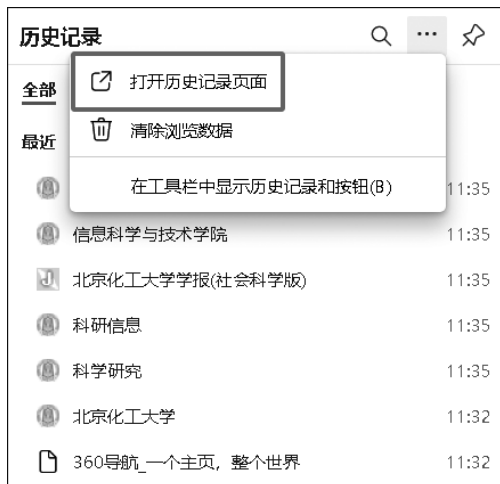 历史记录
全部
打开历史记录页面
清除浏览数据
最近
在工具栏中显示历史记录和按钮(B)
11:35
信息科学与技术学院
11:35
北京化工大学学报(社会科学版)
11:35
科研信息
11:35
科学研究
11:35
北京化工大学
11:32
360导航_一个主页，整个世界
11:32